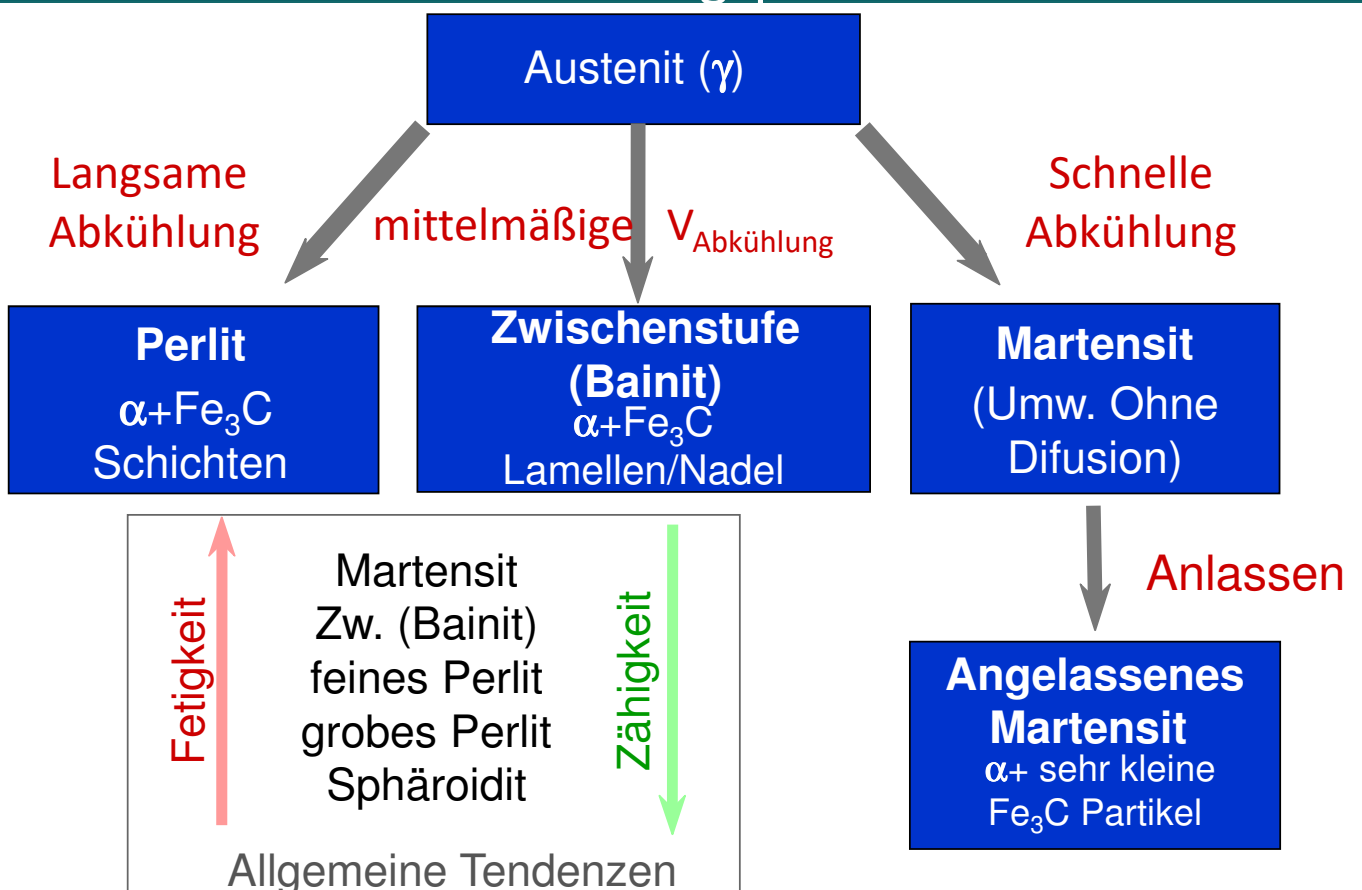 Austenit (γ)
Langsame
Abkühlung
mittelmäßige V_Abkühlung
Schnelle
Abkühlung
Perlit
α+Fe₃C
Schichten
Zwischenstufe
(Bainit)
α+Fe₃C
Lamellen/Nadel
Martensit
(Umw. Ohne
Difusion)
Anlassen
Angelassenes
Martensit
α+ sehr kleine
Fe₃C Partikel
Fetigkeit
Martensit
Zw. (Bainit)
feines Perlit
grobes Perlit
Sphäroidit
Zähigkeit
Allgemeine Tendenzen